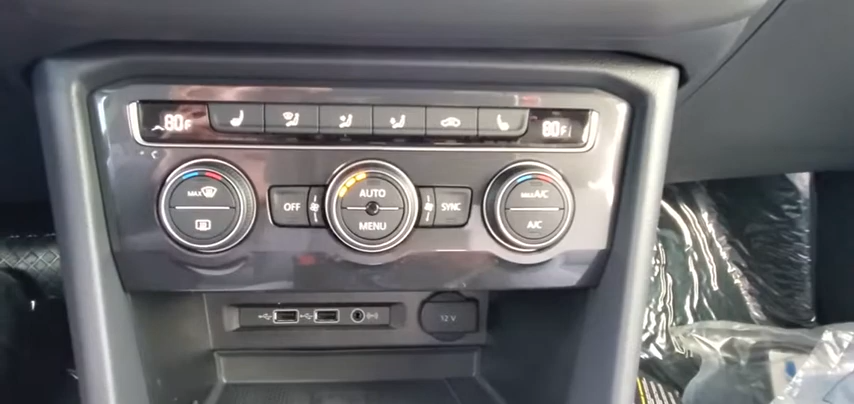 80F 80F
MAX AUTO MAX A/C
OFF SYNC
MENU A/C
12 V